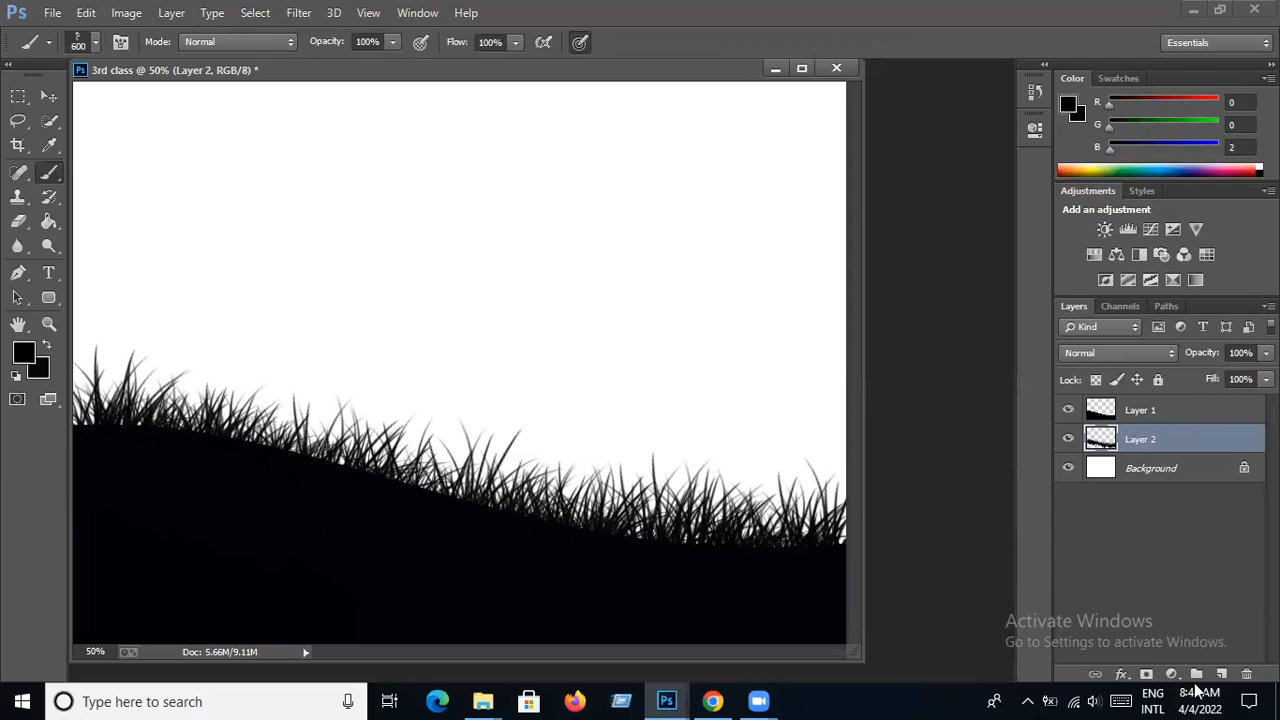 Ps File Edit Image Layer Type Select Filter 3D View Window Help
600 Mode: Normal Opacity: 100% Flow: 100% Essentials
Ps 3rd class @ 50% (Layer 2, RGB/8) *
Color Swatches
R 0
G 0
B 2
Adjustments Styles
Add an adjustment
Layers Channels Paths
Kind
Normal Opacity: 100%
Lock: Fill: 100%
Layer 1
Layer 2
Background
Activate Windows
Go to Settings to activate Windows.
50% Doc: 5.66M/9.11M
Type here to search
Ps
ENG
INTL
4/4/2022